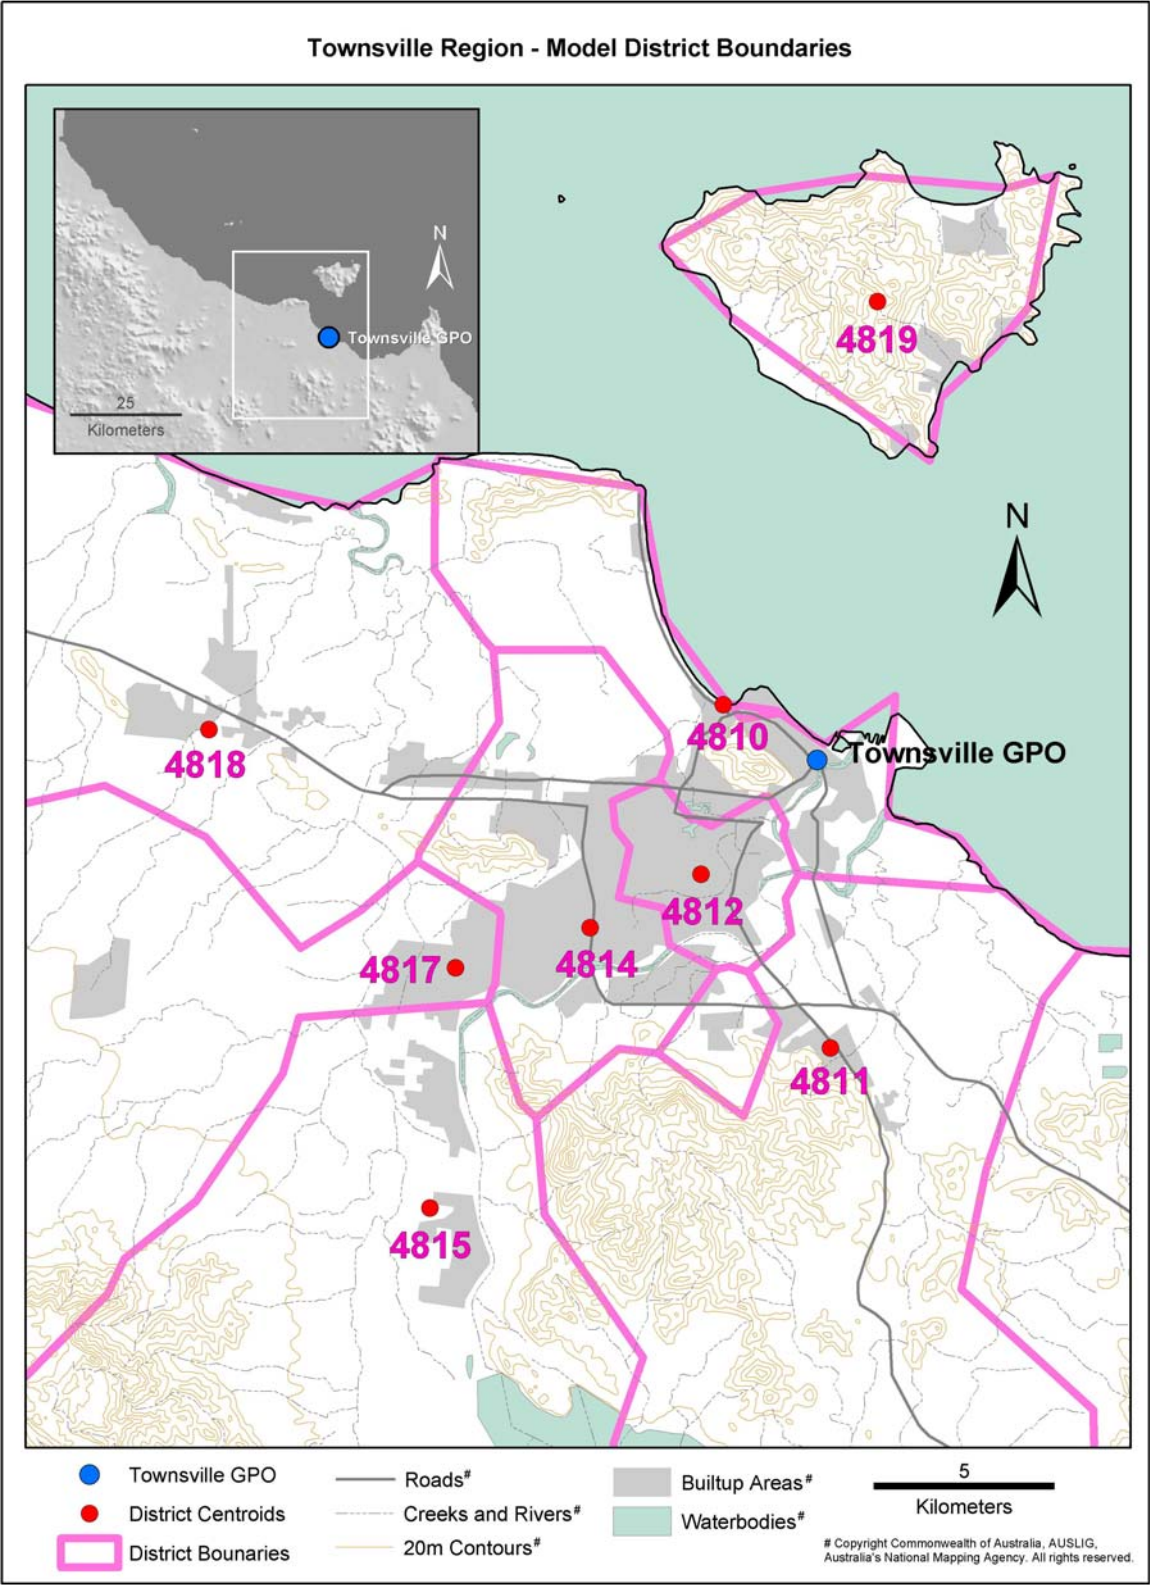 Townsville Region - Model District Boundaries
N
Townsville GPO
25
Kilometers
4819
N
4810
Townsville GPO
4818
4812
4817
4814
4811
4815
Townsville GPO
District Centroids
District Bounaries
Roads#
Creeks and Rivers#
20m Contours#
Builtup Areas#
Waterbodies#
5
Kilometers
# Copyright Commonwealth of Australia, AUSLIG,
Australia's National Mapping Agency. All rights reserved.